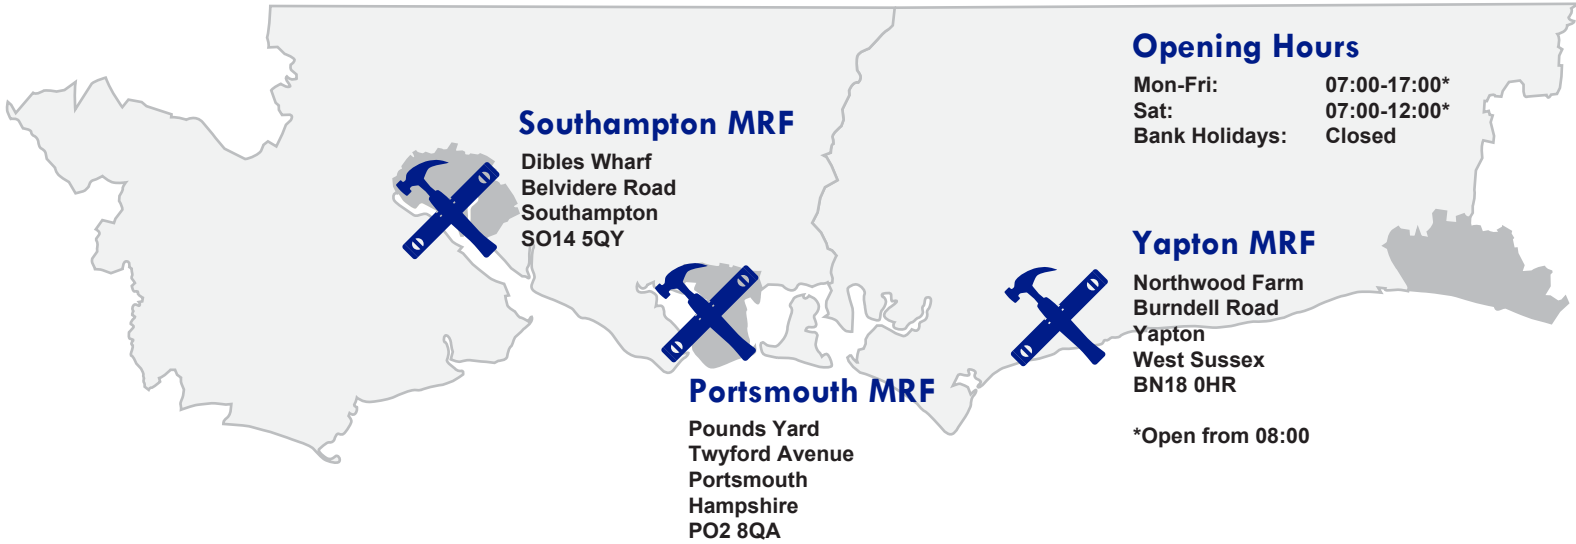 Opening Hours
Mon-Fri: 07:00-17:00*
Sat: 07:00-12:00*
Bank Holidays: Closed
Southampton MRF
Dibles Wharf
Belvidere Road
Southampton
SO14 5QY
Portsmouth MRF
Pounds Yard
Twyford Avenue
Portsmouth
Hampshire
PO2 8QA
Yapton MRF
Northwood Farm
Burndell Road
Yapton
West Sussex
BN18 0HR
*Open from 08:00